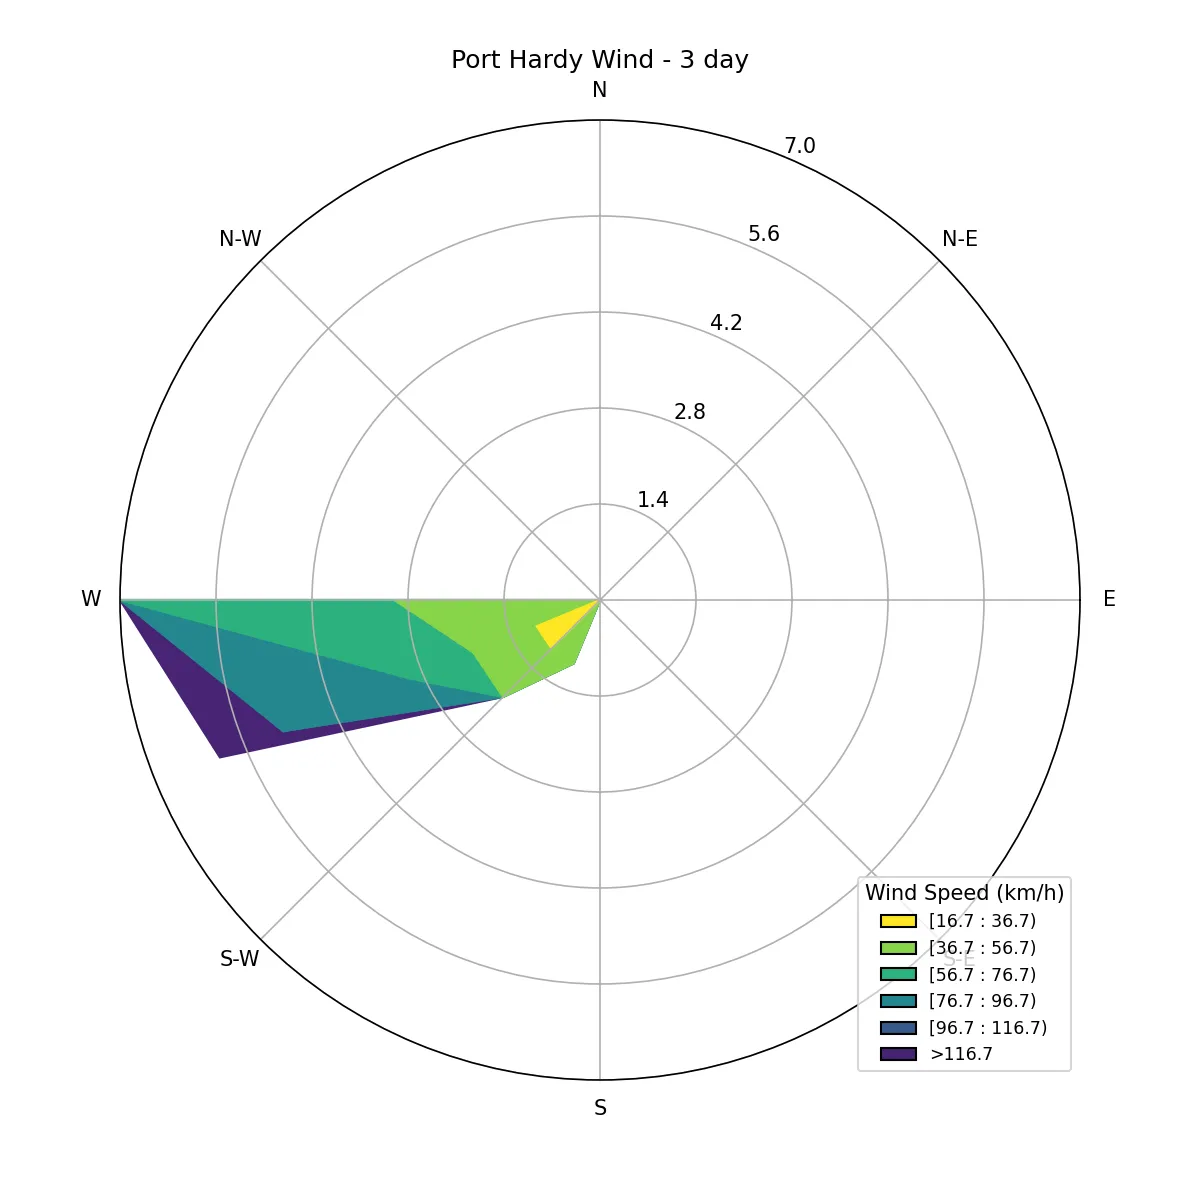 Port Hardy Wind - 3 day
N
7.0
N-W
5.6
N-E
4.2
2.8
1.4
W
E
S-W
S-E
S
Wind Speed (km/h)
[16.7 : 36.7)
[36.7 : 56.7)
[56.7 : 76.7)
[76.7 : 96.7)
[96.7 : 116.7)
>116.7